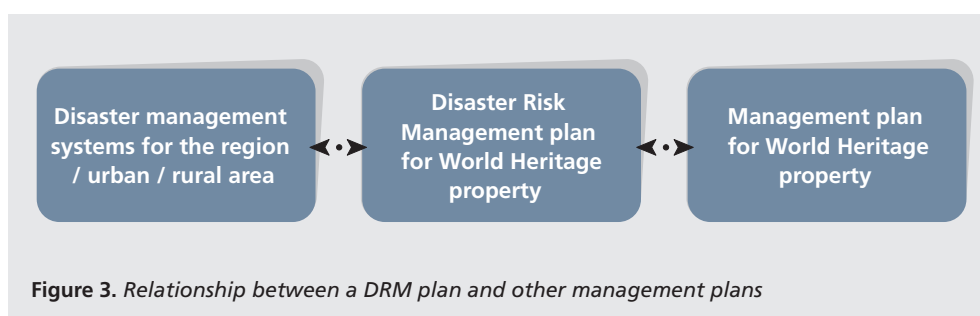 Disaster management
systems for the region
/ urban / rural area
Disaster Risk
Management plan
for World Heritage
property
Management plan
for World Heritage
property
Figure 3. Relationship between a DRM plan and other management plans